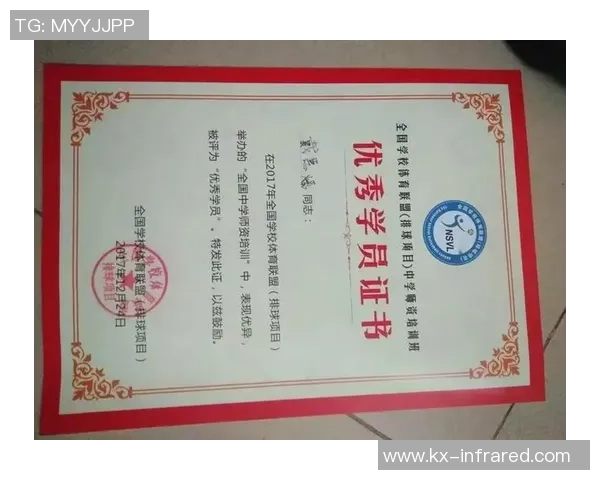 TG: MYYJJPP
NSVL
全国学校体育联盟(排球项目)中学师资培训班
优秀学员证书
同志：
在2017年全国学校体育联盟（排球项目）
举办的“全国中学师资培训”中，表现优异，
被评为“优秀学员”。特发此证，以兹鼓励。
全国学校体育联盟（排球项目）
2017年12月24日
排球项目
www.kx-infrared.com